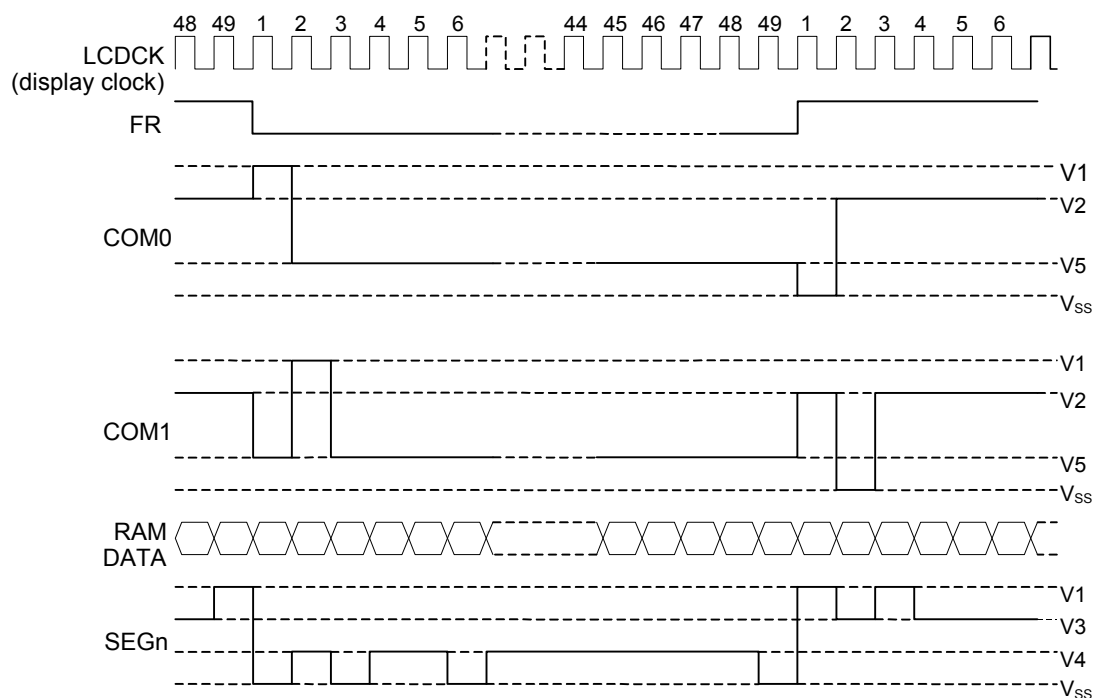 48 49 1 2 3 4 5 6 44 45 46 47 48 49 1 2 3 4 5 6
LCDCK
(display clock)
FR
V1
V2
COM0
V5
VSS
V1
V2
COM1
V5
VSS
RAM
DATA
V1
V3
SEGn
V4
VSS